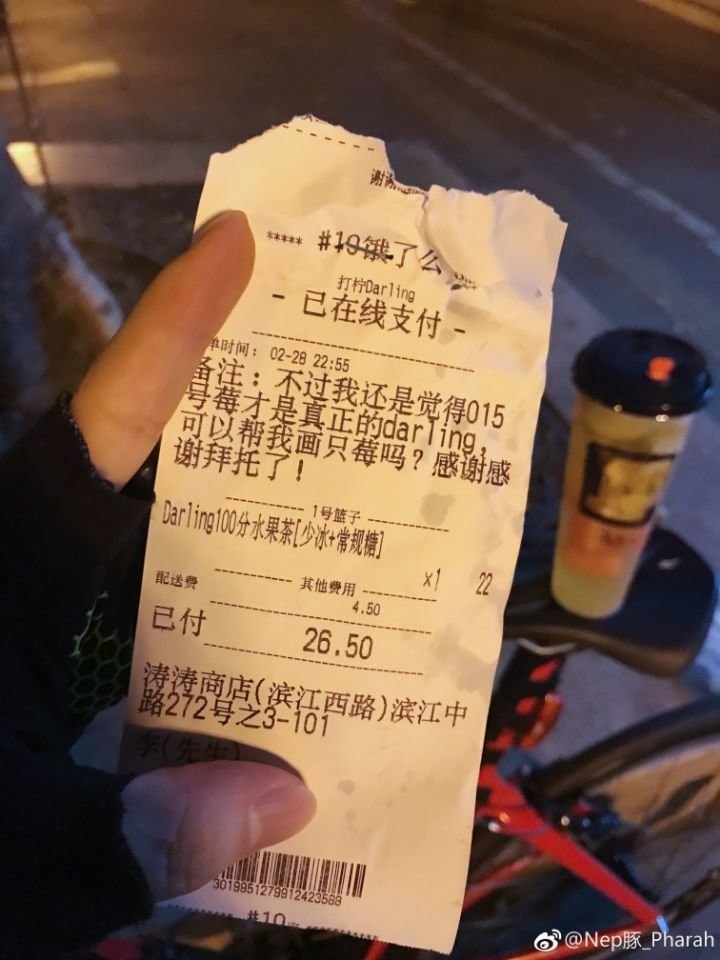 谢谢
***** #19饿了么
打柠Darling
- 已在线支付 -
单时间: 02-28 22:55
备注: 不过我还是觉得015
号莓才是真正的darling,
可以帮我画只莓吗? 感谢感
谢拜托了!
1号篮子
Darling100分水果茶[少冰+常规糖]
x1 22
配送费 其他费用
4.50
已付 26.50
涛涛商店(滨江西路)滨江中
路272号之3-101
李(先生)
3019951279912423588
#19
@Nep豚_Pharah